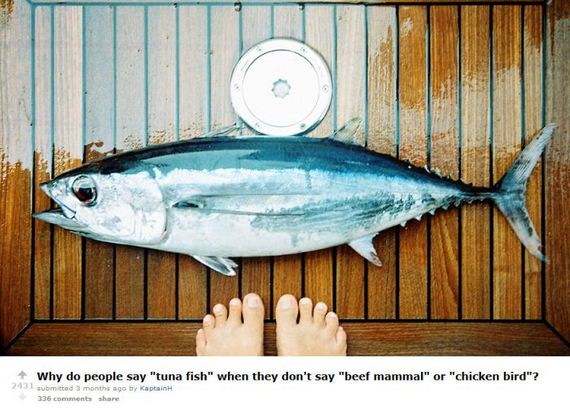 Why do people say "tuna fish" when they don't say "beef mammal" or "chicken bird"?
2431
submitted 3 months ago by KaptainH
336 comments share